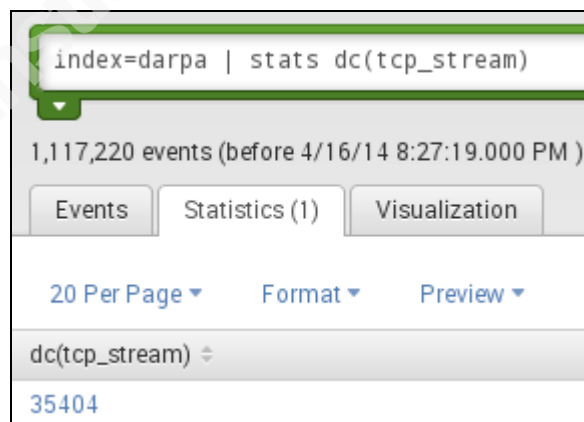 index=darpa | stats dc(tcp_stream)
1,117,220 events (before 4/16/14 8:27:19.000 PM )
Events Statistics (1) Visualization
20 Per Page Format Preview
dc(tcp_stream)
35404